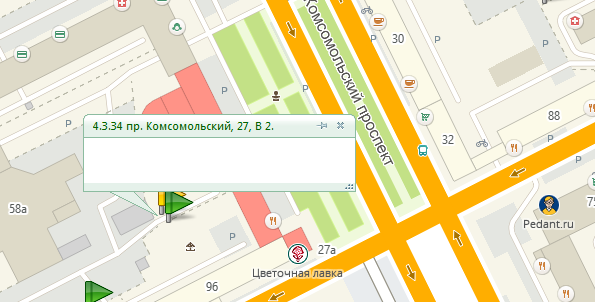 30
Комсомольский проспект
P
P
88
4.3.34 пр. Комсомольский, 27, В 2.
32
P
58а
75
Pedant.ru
P
27а
Цветочная лавка
96